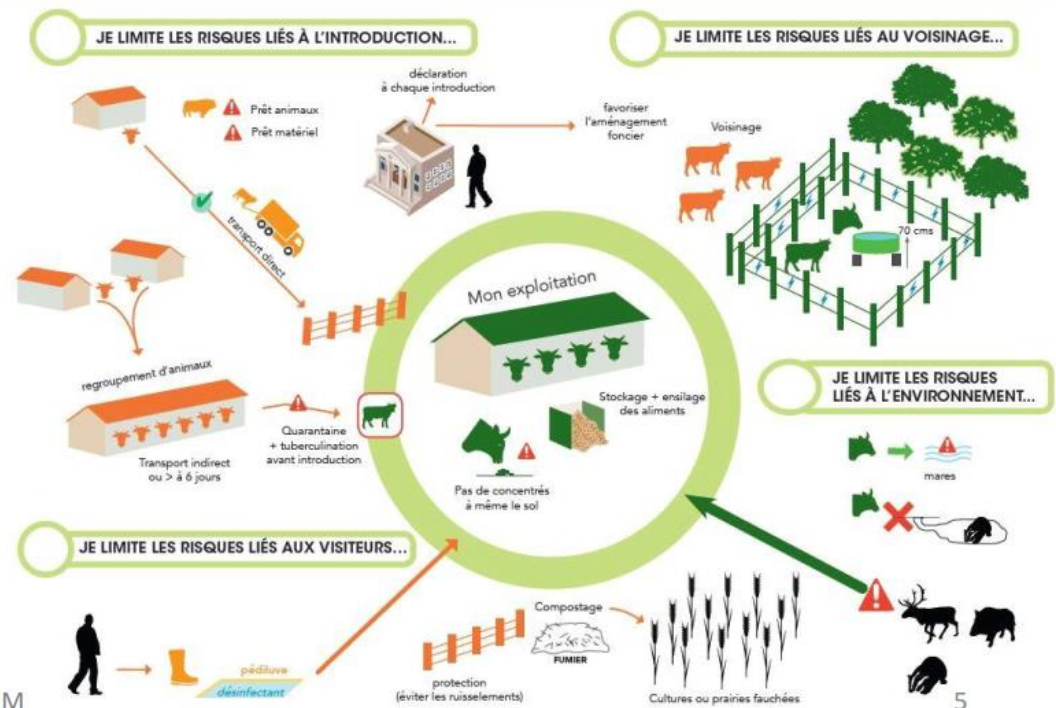 JE LIMITE LES RISQUES LIÉS À L'INTRODUCTION...
Prêt animaux
Prêt matériel
déclaration
à chaque introduction
favoriser
l'aménagement
foncier
transport direct
regroupement d'animaux
Transport indirect
ou > à 6 jours
Quarantaine
+ tuberculination
avant introduction
JE LIMITE LES RISQUES LIÉS AU VOISINAGE...
Voisinage
70 cms
Mon exploitation
Stockage + ensilage
des aliments
Pas de concentrés
à même le sol
JE LIMITE LES RISQUES
LIÉS À L'ENVIRONNEMENT...
mares
JE LIMITE LES RISQUES LIÉS AUX VISITEURS...
pédiluve
désinfectant
protection
(éviter les ruisselements)
Compostage
FUMIER
Cultures ou prairies fauchées
M
5